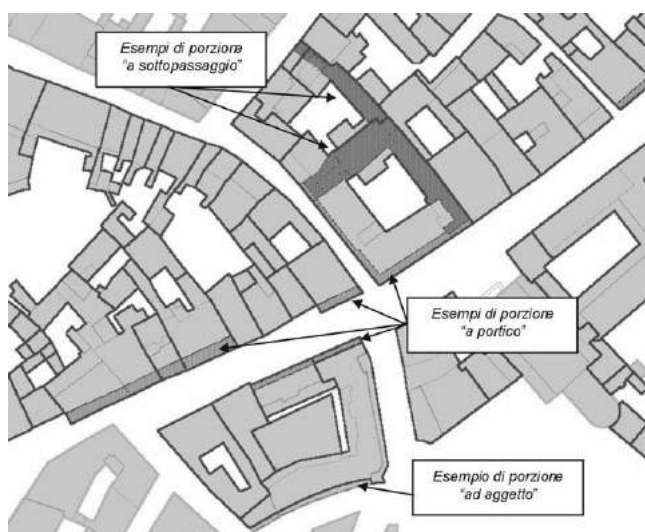 Esempi di porzione
"a sottopassaggio"
Esempi di porzione
"a portico"
Esempio di porzione
"ad aggetto"